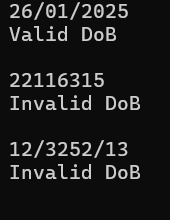 26/01/2025
Valid DoB
22116315
Invalid DoB
12/3252/13
Invalid DoB